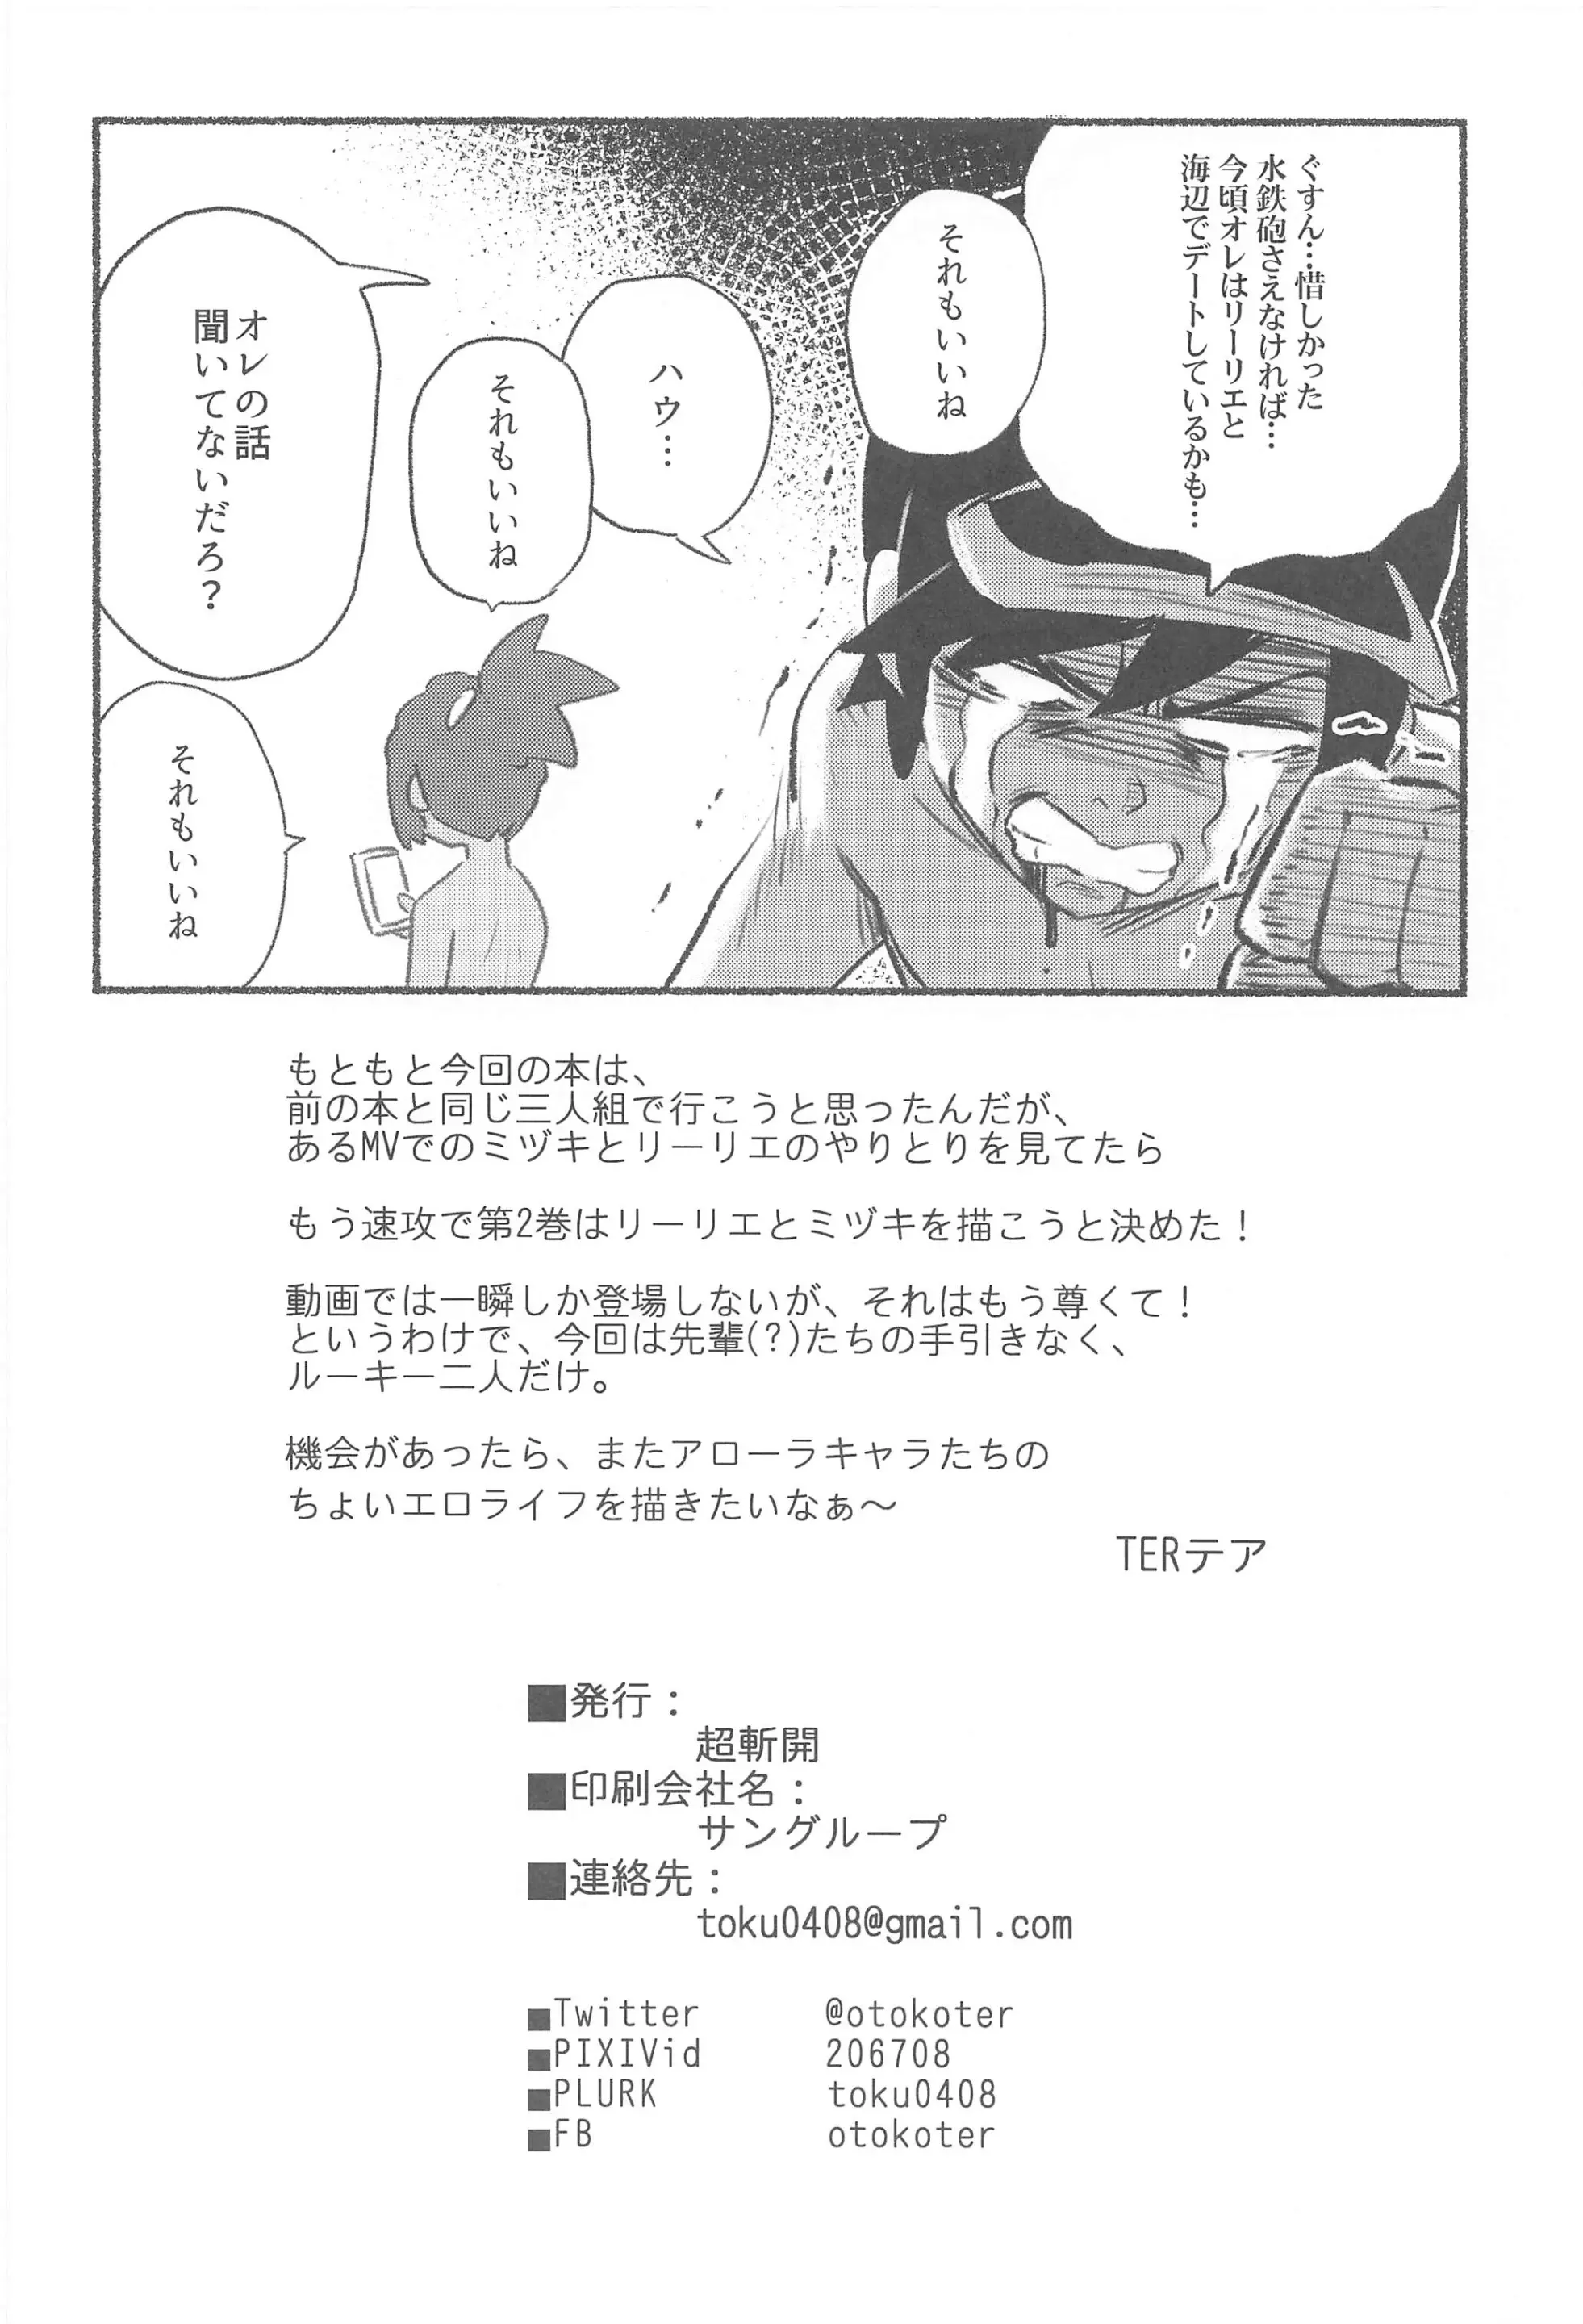 ぐすん…惜しかった
水鉄砲さえなければ…
今頃オレはリーリエと
海辺でデートしているかも…
それもいいね
ハウ…
それもいいね
オレの話
聞いてないだろ？
それもいいね
もともと今回の本は、
前の本と同じ三人組で行こうと思ったんだが、
あるMVでのミヅキとリーリエのやりとりを見てたら
もう速攻で第2巻はリーリエとミヅキを描こうと決めた！
動画では一瞬しか登場しないが、それはもう尊くて！
というわけで、今回は先輩(?)たちの手引きなく、
ルーキー二人だけ。
機会があったら、またアローラキャラたちの
ちょいエロライフを描きたいなぁ〜
TERテア
■発行：
超斬開
■印刷会社名：
サングループ
■連絡先：
toku0408@gmail.com
■Twitter @otokoter
■PIXIVid 206708
■PLURK toku0408
■FB otokoter